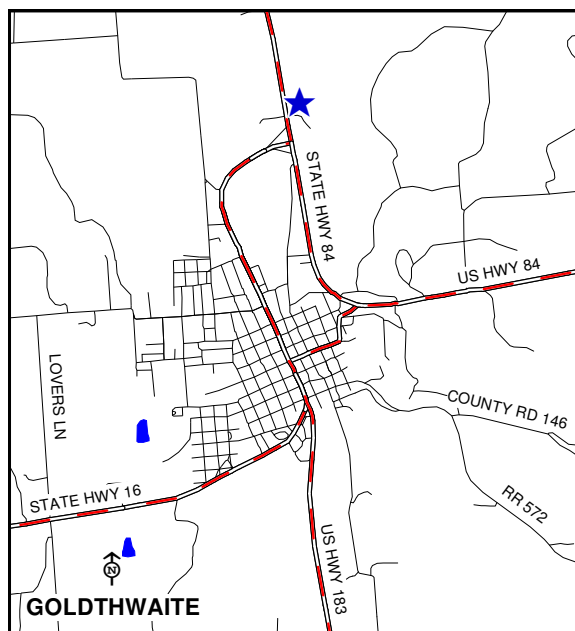 STATE HWY 84
US HWY 84
LOVERS LN
COUNTY RD 146
STATE HWY 16
RR 572
US HWY 183
N
GOLDTHWAITE